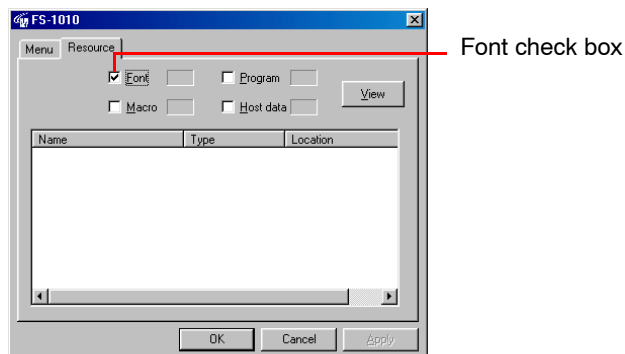 FS-1010
Menu Resource
Font Program
Macro Host data
View
Name Type Location
OK Cancel Apply
Font check box